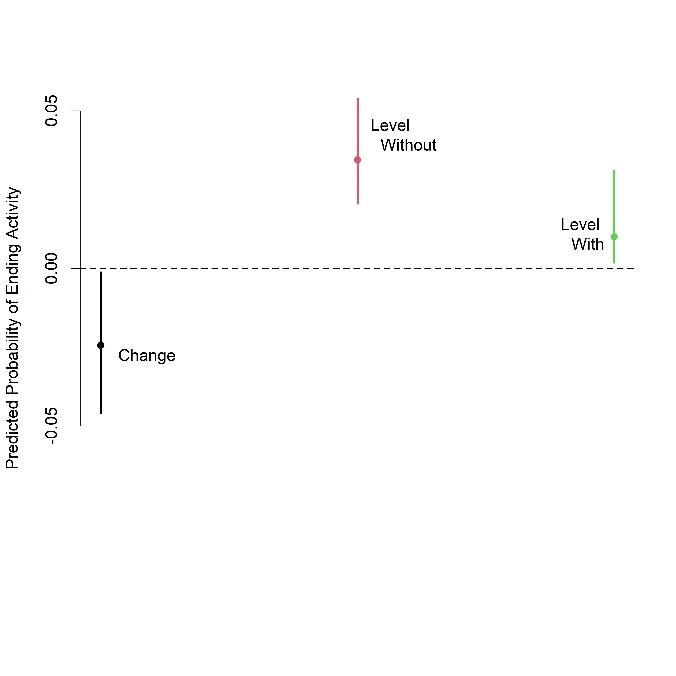 0.05
Level
Without
Level
With
0.00
Change
-0.05
Predicted Probability of Ending Activity